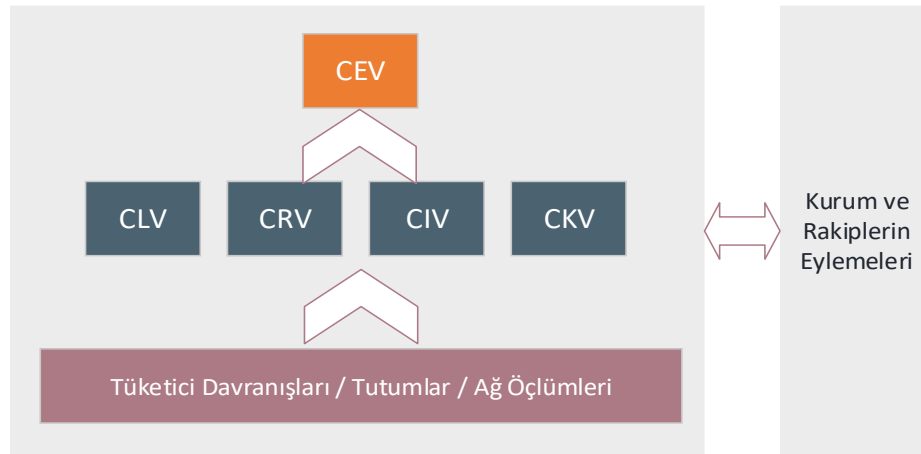 CEV
CLV
CRV
CIV
CKV
Kurum ve
Rakiplerin
Eylemeleri
Tüketici Davranışları / Tutumlar / Ağ Öçlümleri